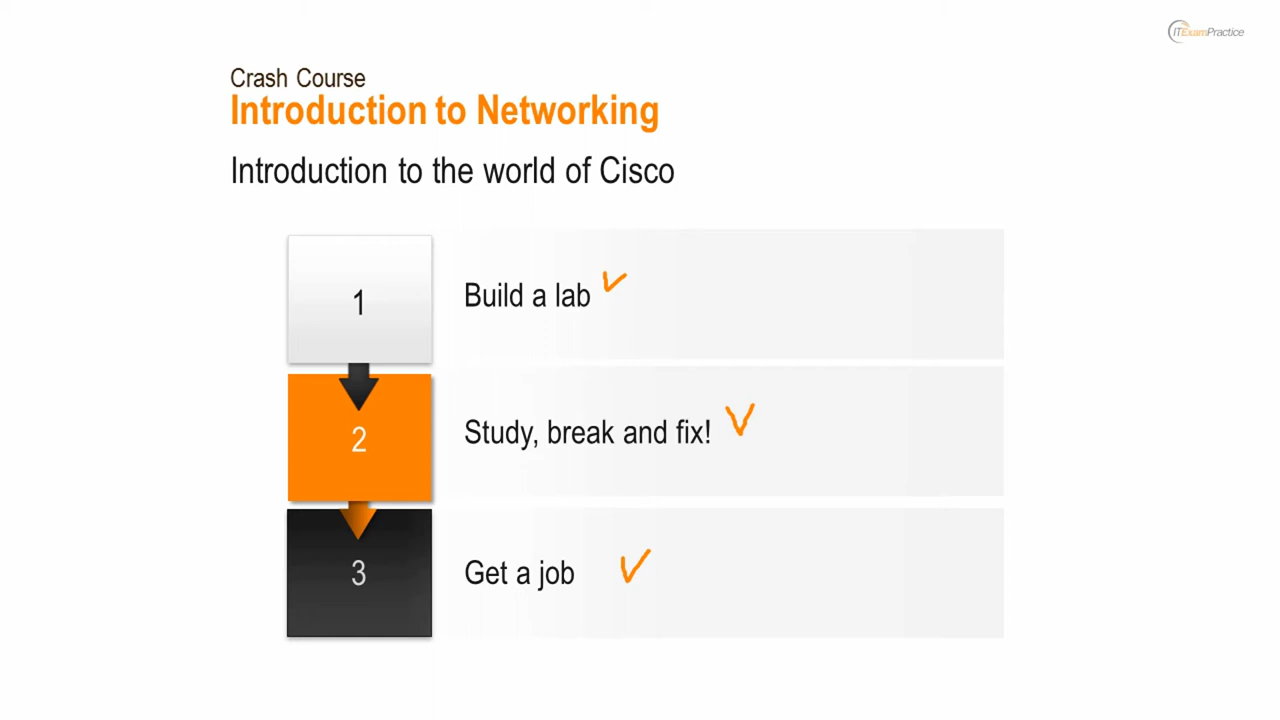 ITExamPractice
Crash Course
Introduction to Networking
Introduction to the world of Cisco
1
Build a lab
2
Study, break and fix!
3
Get a job